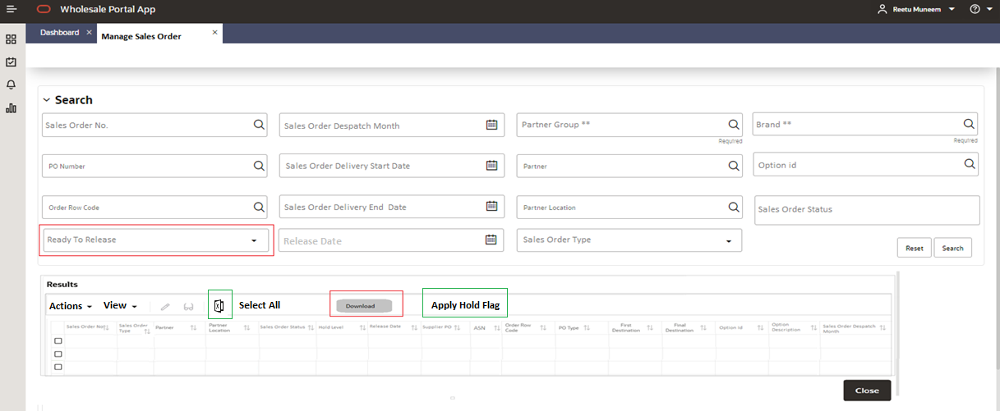 Wholesale Portal App
Reetu Muneem
Dashboard
Manage Sales Order
Search
Sales Order No.
Sales Order Despatch Month
Partner Group **
Required
Brand **
Required
PO Number
Sales Order Delivery Start Date
Partner
Option id
Order Row Code
Sales Order Delivery End Date
Partner Location
Sales Order Status
Ready To Release
Release Date
Sales Order Type
Reset
Search
Results
Actions
View
Select All
Download
Apply Hold Flag
Sales Order No
Sales Order Type
Partner
Partner Location
Sales Order Status
Hold Level
Release Date
Supplier PO
ASN
Order Row Code
PO Type
First Destination
Final Destination
Option Id
Option Description
Sales Order Despatch Month
Close